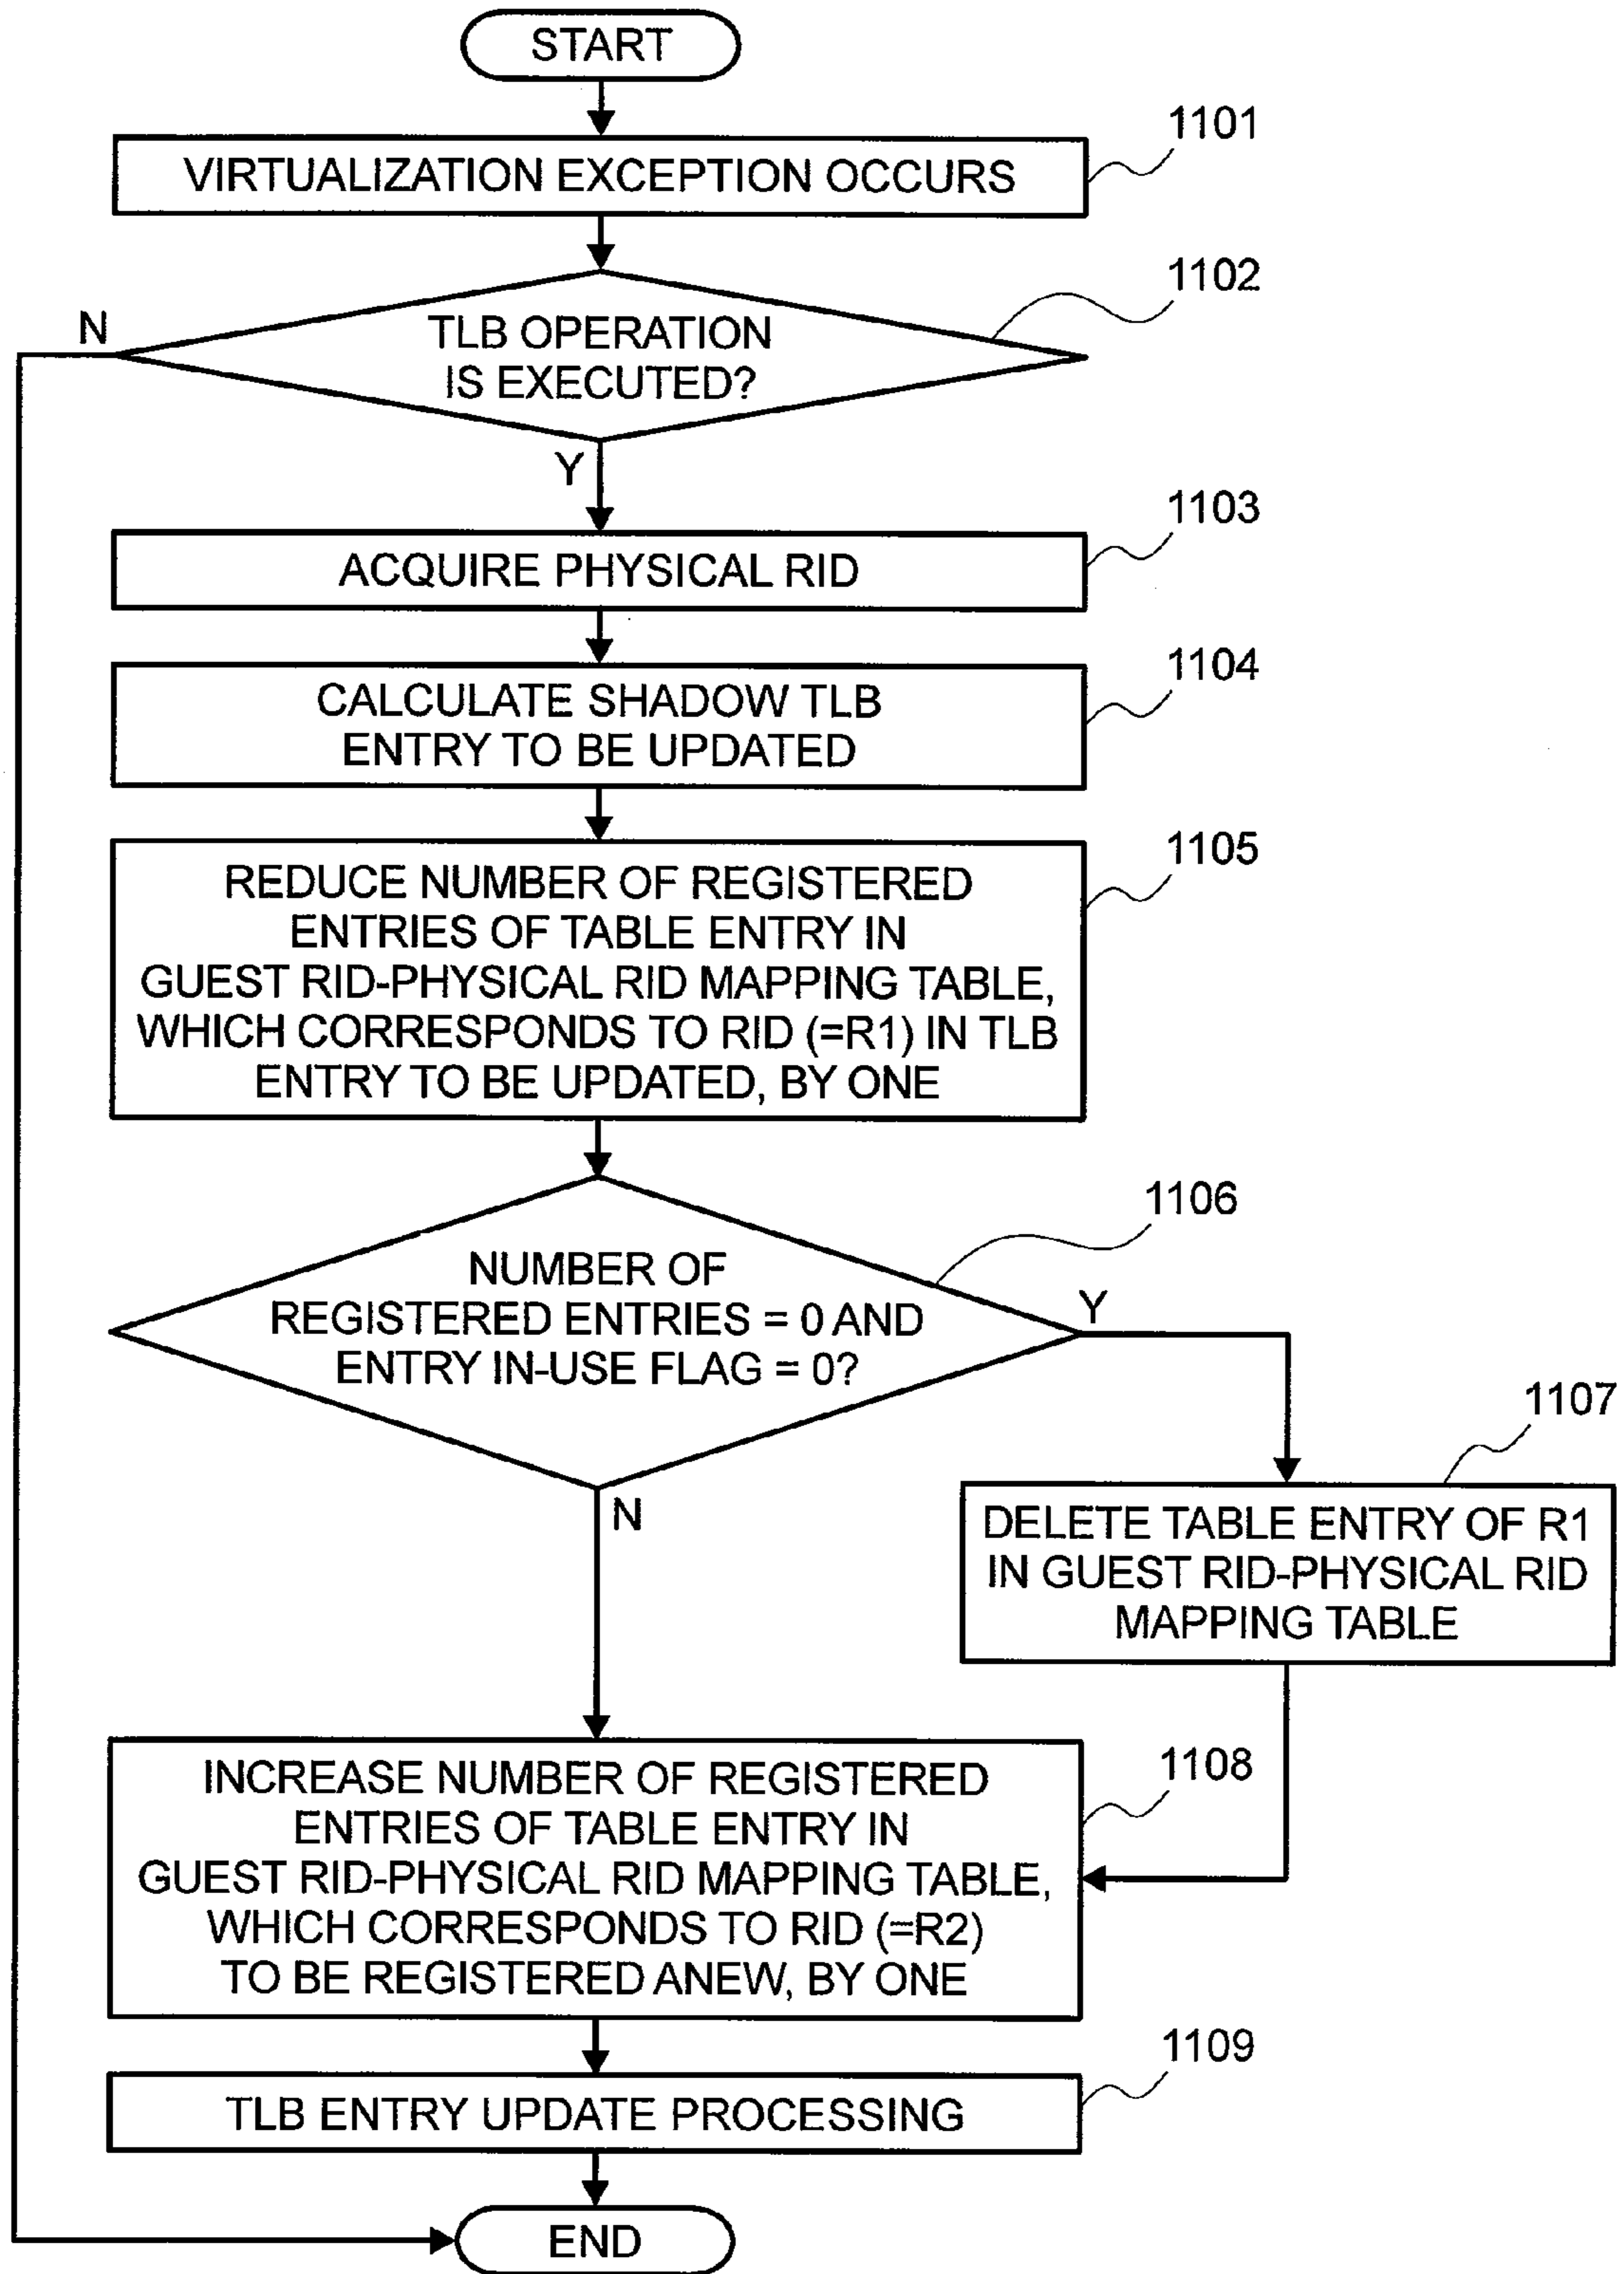 START
1101
VIRTUALIZATION EXCEPTION OCCURS
1102
N
TLB OPERATION
IS EXECUTED?
Y
1103
ACQUIRE PHYSICAL RID
1104
CALCULATE SHADOW TLB
ENTRY TO BE UPDATED
1105
REDUCE NUMBER OF REGISTERED
ENTRIES OF TABLE ENTRY IN
GUEST RID-PHYSICAL RID MAPPING TABLE,
WHICH CORRESPONDS TO RID (=R1) IN TLB
ENTRY TO BE UPDATED, BY ONE
1106
NUMBER OF
REGISTERED ENTRIES = 0 AND
ENTRY IN-USE FLAG = 0?
Y
N
1107
DELETE TABLE ENTRY OF R1
IN GUEST RID-PHYSICAL RID
MAPPING TABLE
1108
INCREASE NUMBER OF REGISTERED
ENTRIES OF TABLE ENTRY IN
GUEST RID-PHYSICAL RID MAPPING TABLE,
WHICH CORRESPONDS TO RID (=R2)
TO BE REGISTERED ANEW, BY ONE
1109
TLB ENTRY UPDATE PROCESSING
END